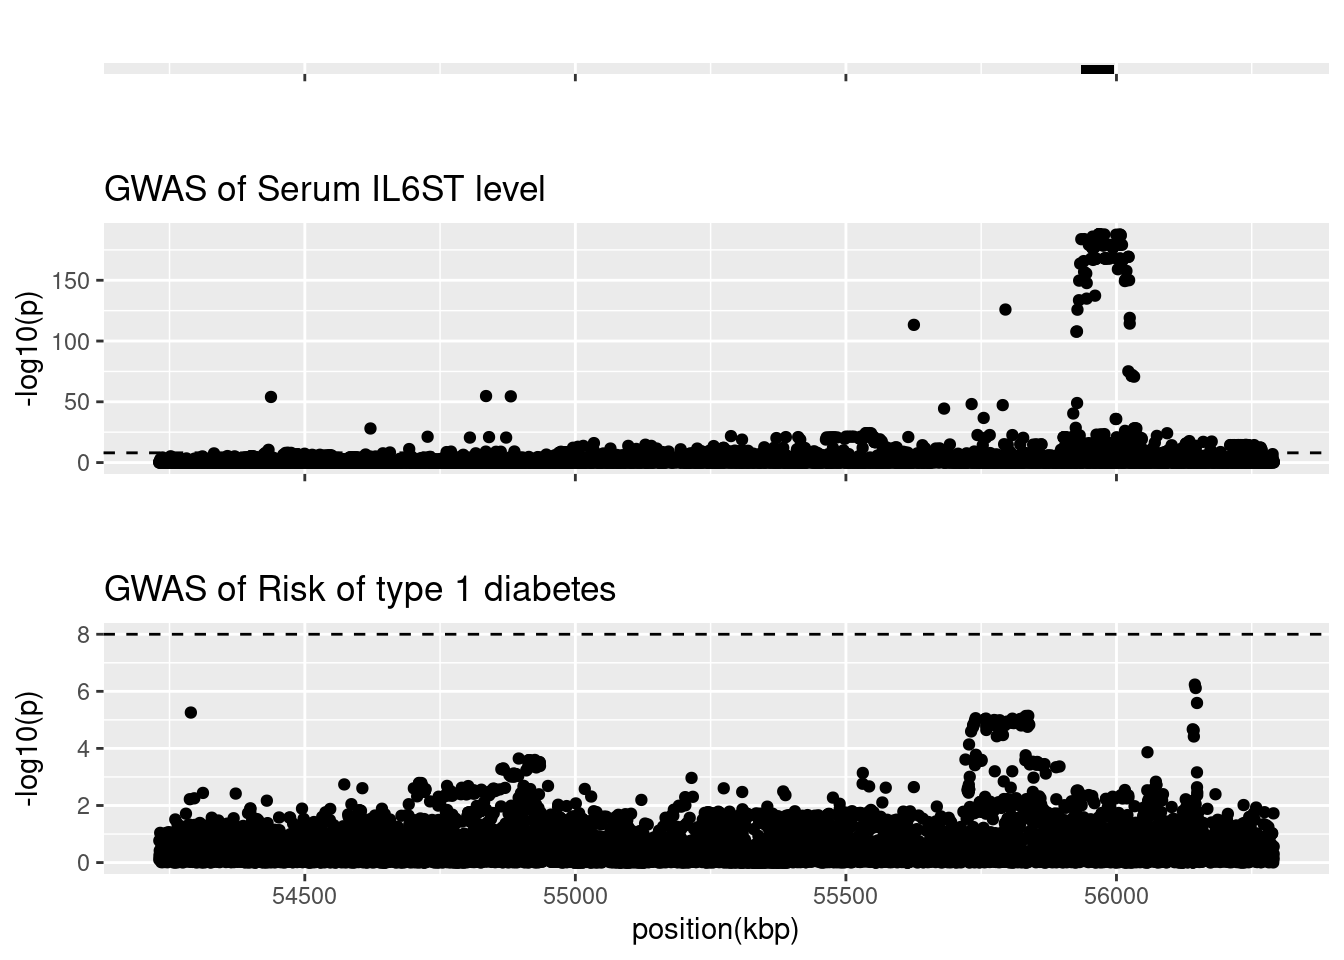 GWAS of Serum IL6ST level
-log10(p)
150
100
50
0
GWAS of Risk of type 1 diabetes
-log10(p)
8
6
4
2
0
54500 55000 55500 56000
position(kbp)